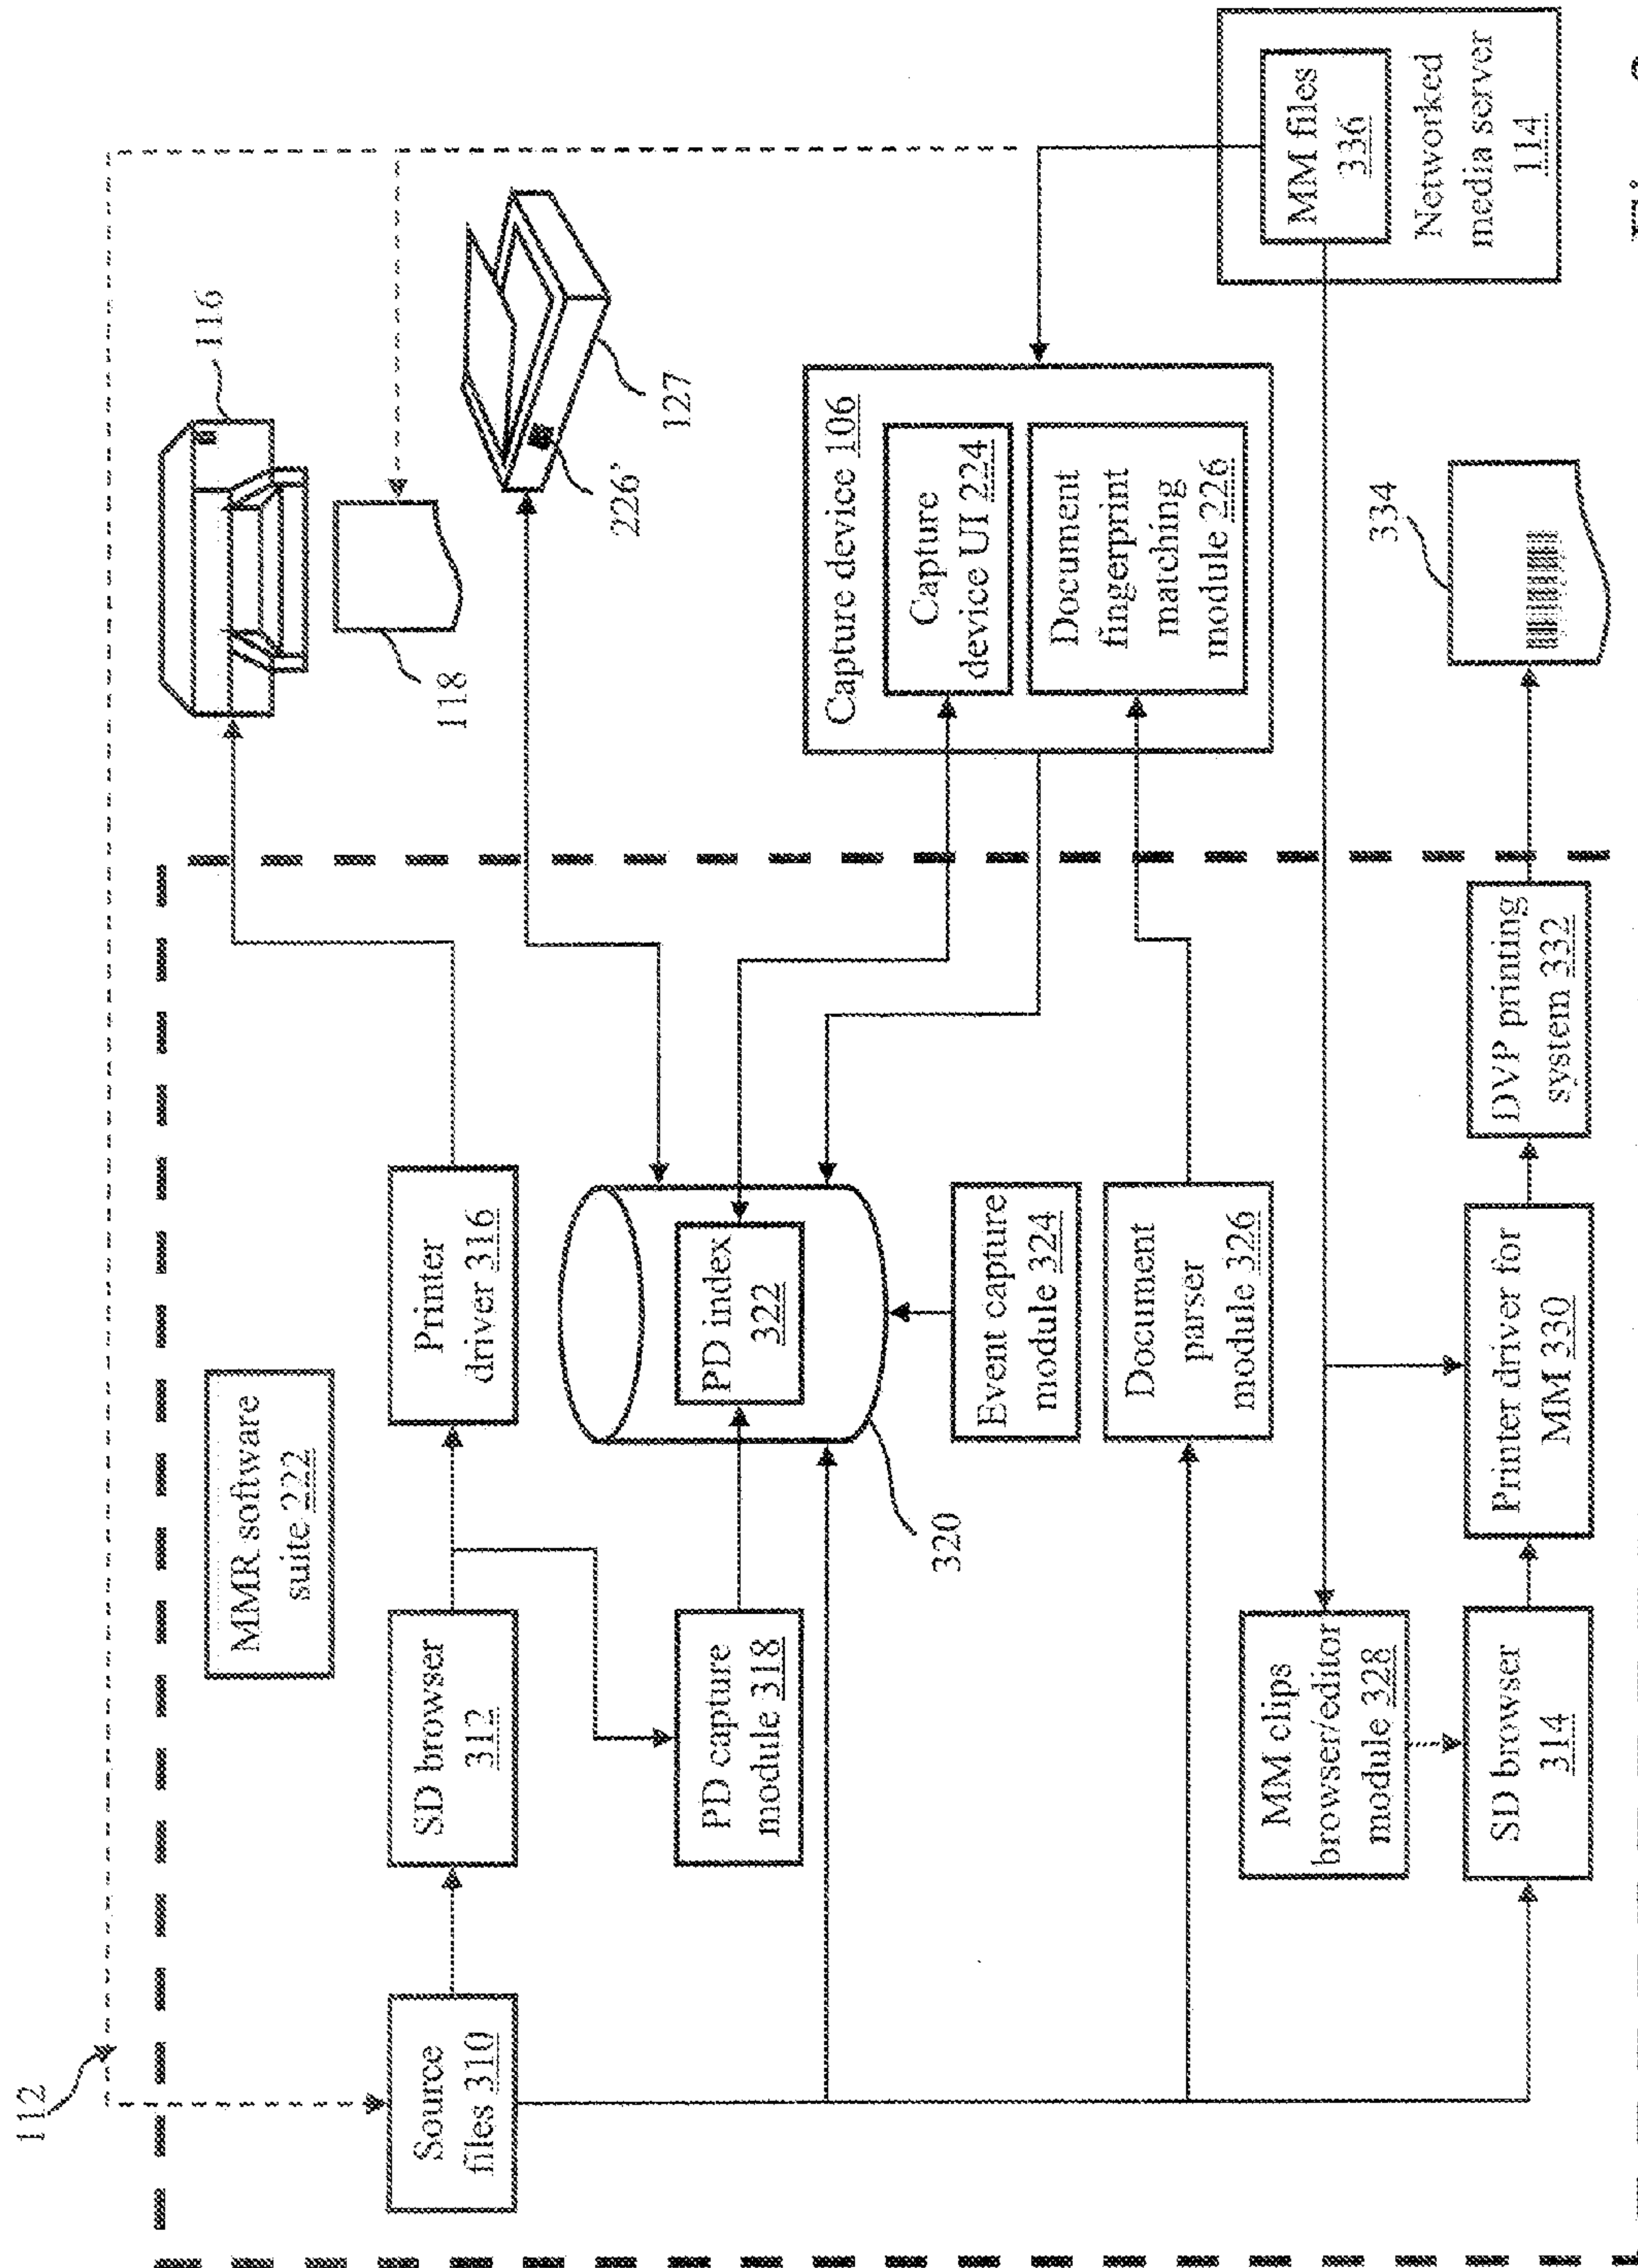 112
MMR software
suite 222
116
118
226'
127
Source
files 310
SD browser
312
Printer
driver 316
PD capture
module 318
PD index
322
320
Capture device 106
Capture
device UI 224
Document
fingerprint
matching
module 226
Event capture
module 324
Document
parser
module 326
MM clips
browser/editor
module 328
SD browser
314
Printer driver for
MM 330
DVP printing
system 332
334
MM files
336
Networked
media server
114